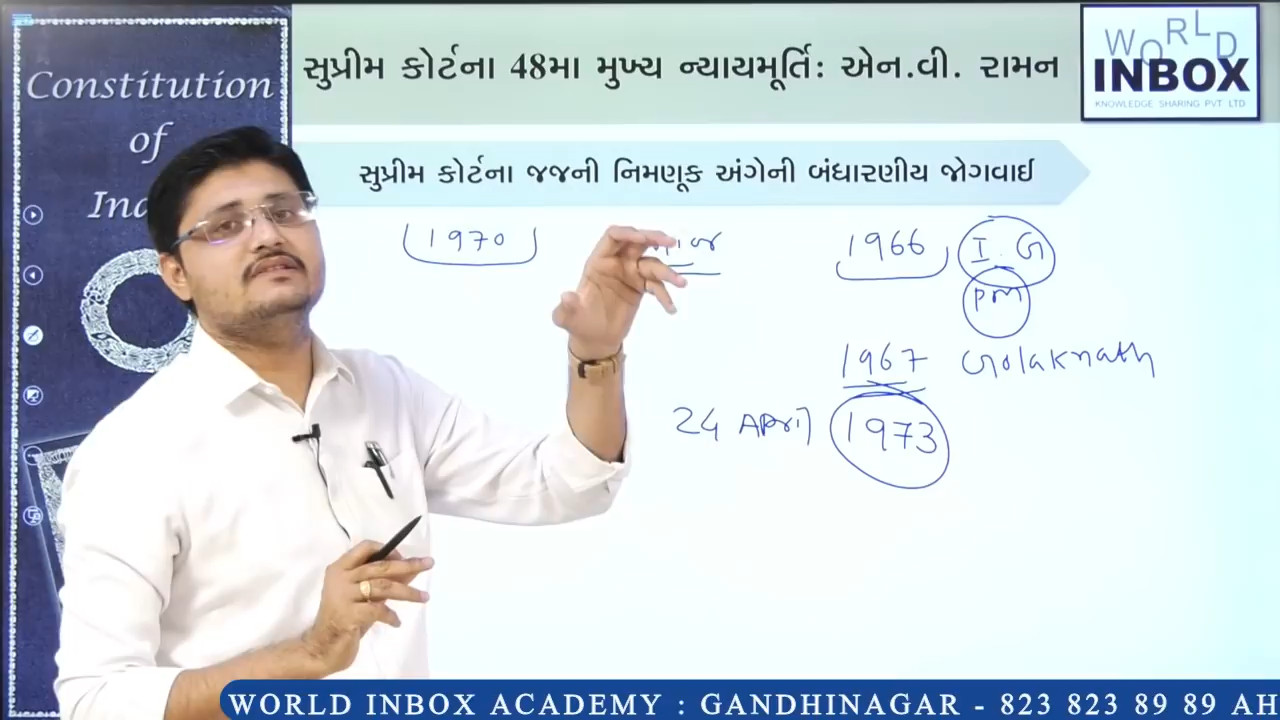 સુપ્રીમ કોર્ટના 48મા મુખ્ય ન્યાયમૂર્તિ: એન.વી. રામન
WORLD
INBOX
KNOWLEDGE SHARING PVT LTD
Constitution
of
સુપ્રીમ કોર્ટના જજની નિમણૂક અંગેની બંધારણીય જોગવાઈ
1970
1966 I.G
PM
1967 Golaknath
24 April 1973
WORLD INBOX ACADEMY : GANDHINAGAR - 823 823 89 89 AH